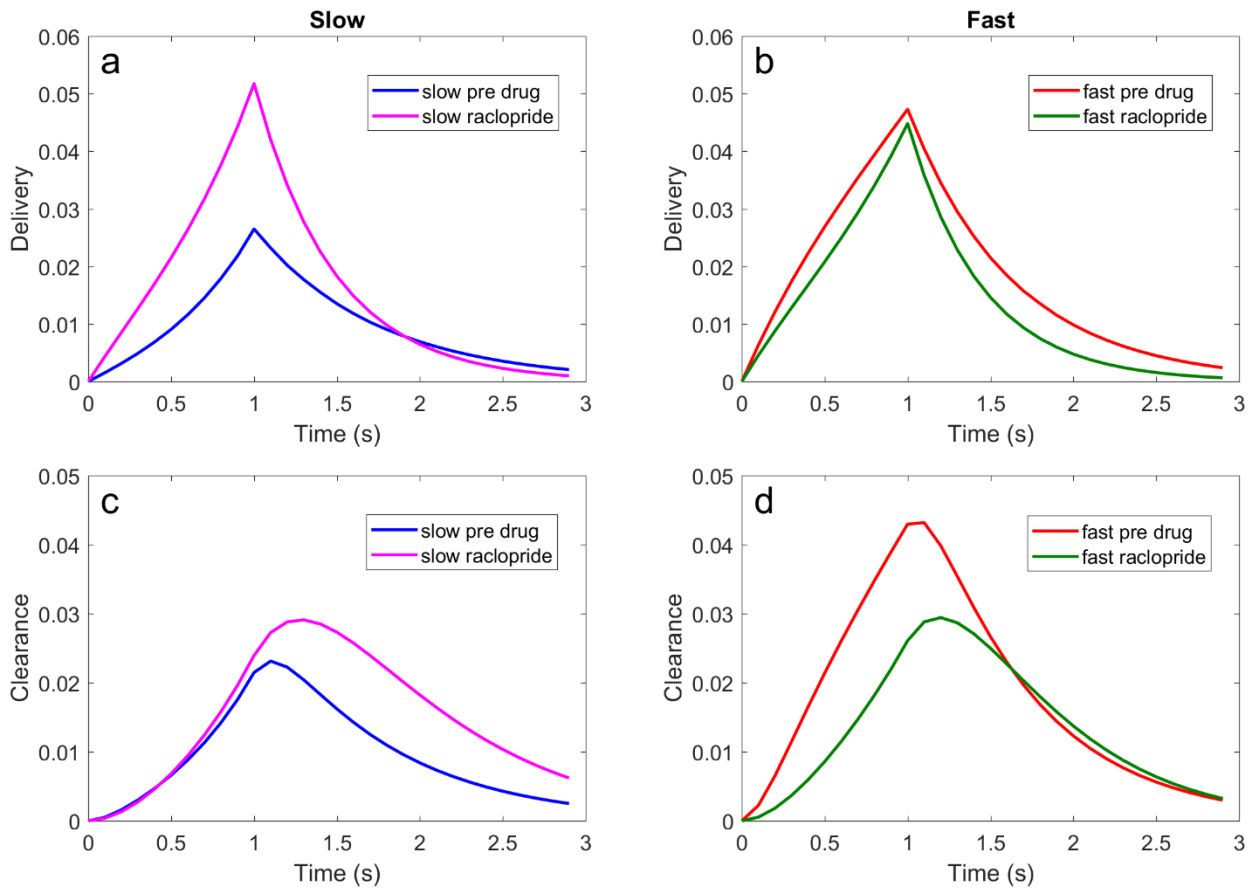 Slow
a
0.06
0.05
0.04
0.03
0.02
0.01
0
Delivery
slow pre drug
slow raclopride
0 0.5 1 1.5 2 2.5 3
Time (s)
Fast
b
0.06
0.05
0.04
0.03
0.02
0.01
0
Delivery
fast pre drug
fast raclopride
0 0.5 1 1.5 2 2.5 3
Time (s)
c
0.05
0.04
0.03
0.02
0.01
0
Clearance
slow pre drug
slow raclopride
0 0.5 1 1.5 2 2.5 3
Time (s)
d
0.05
0.04
0.03
0.02
0.01
0
Clearance
fast pre drug
fast raclopride
0 0.5 1 1.5 2 2.5 3
Time (s)